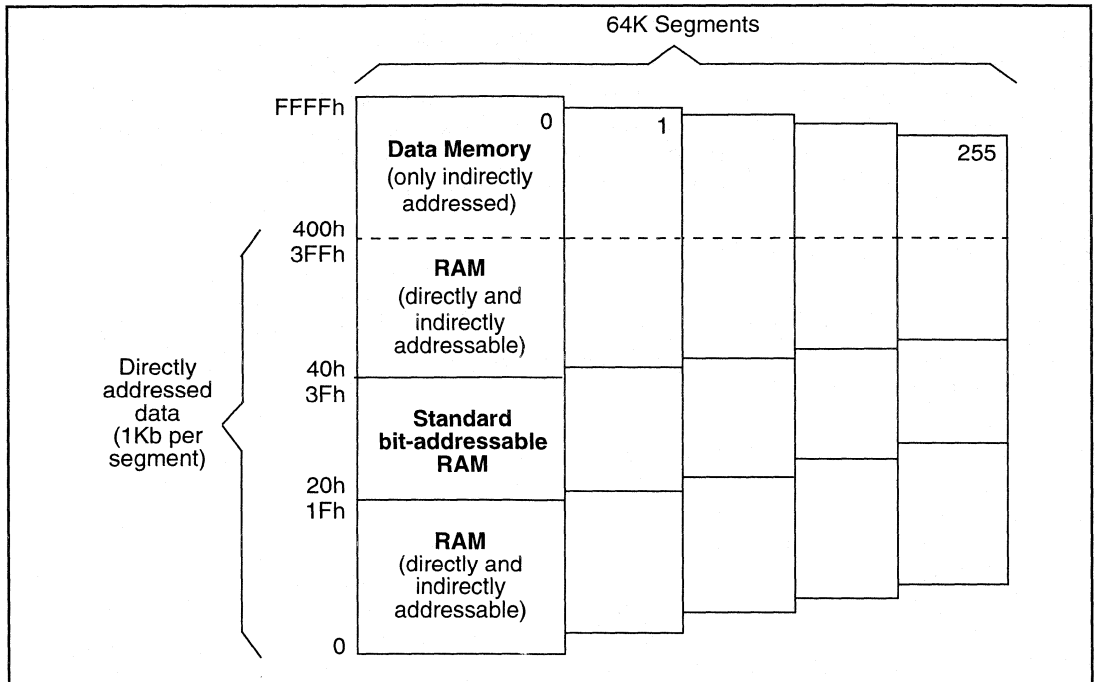 64K Segments
FFFFh
0
1
255
Data Memory
(only indirectly
addressed)
400h
3FFh
RAM
(directly and
indirectly
addressable)
Directly
addressed
data
(1Kb per
segment)
40h
3Fh
Standard
bit-addressable
RAM
20h
1Fh
RAM
(directly and
indirectly
addressable)
0